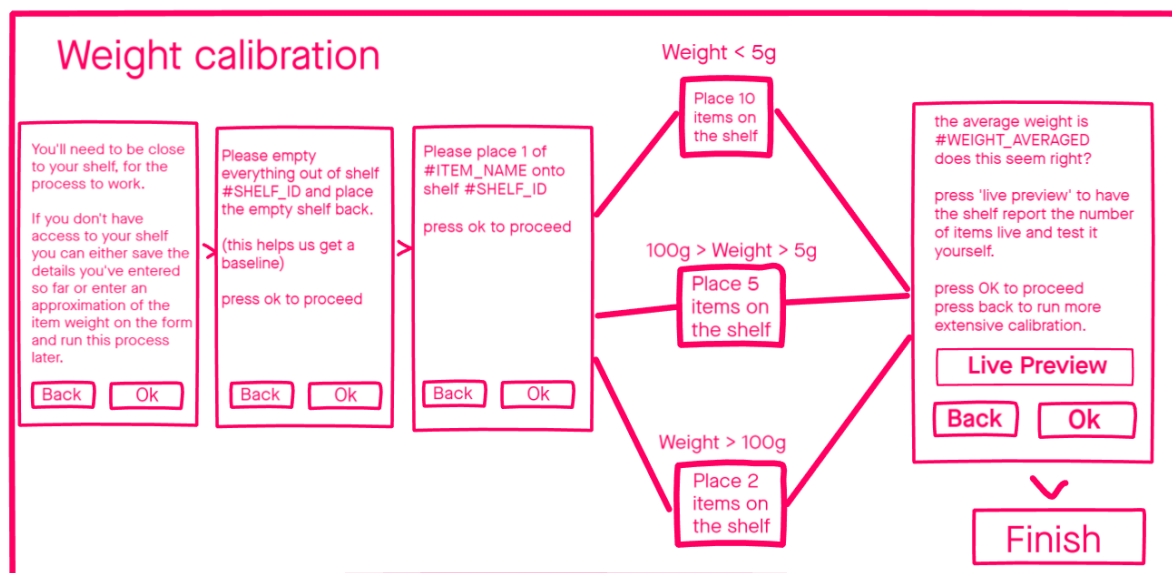 Weight calibration
You'll need to be close
to your shelf, for the
process to work.
If you don't have
access to your shelf
you can either save the
details you've entered
so far or enter an
approximation of the
item weight on the form
and run this process
later.
Back
Ok
Please empty
everything out of shelf
#SHELF_ID and place
the empty shelf back.
(this helps us get a
baseline)
press ok to proceed
Back
Ok
Please place 1 of
#ITEM_NAME onto
shelf #SHELF_ID
press ok to proceed
Back
Ok
Weight < 5g
Place 10
items on
the shelf
100g > Weight > 5g
Place 5
items on
the shelf
Weight > 100g
Place 2
items on
the shelf
the average weight is
#WEIGHT_AVERAGED
does this seem right?
press 'live preview' to have
the shelf report the number
of items live and test it
yourself.
press OK to proceed
press back to run more
extensive calibration.
Live Preview
Back
Ok
Finish